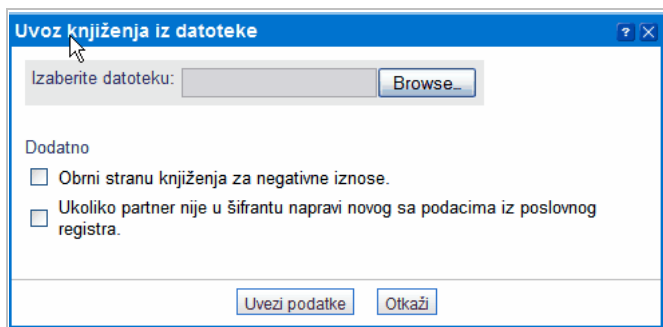 Uvoz knjiženja iz datoteke ?
Izaberite datoteku: Browse...
Dodatno
Obrni stranu knjiženja za negativne iznose.
Ukoliko partner nije u šifrantu napravi novog sa podacima iz poslovnog
registra.
Uvezi podatke Otkaži